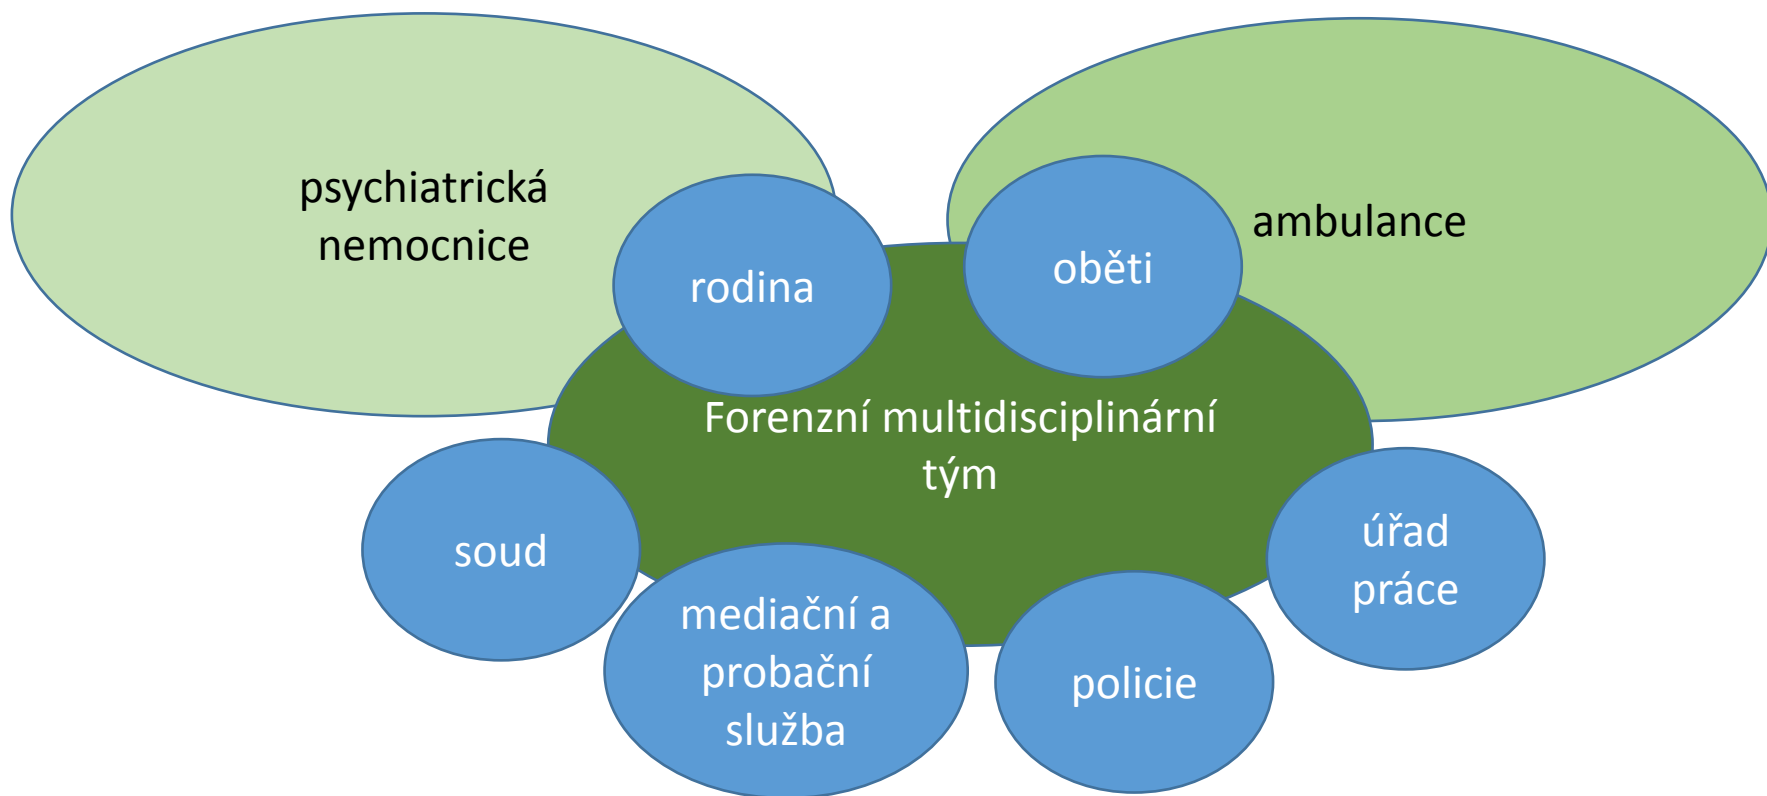 psychiatrická
nemocnice
ambulance
rodina
oběti
Forenzní multidisciplinární
tým
soud
mediační a
probační
služba
policie
úřad
práce